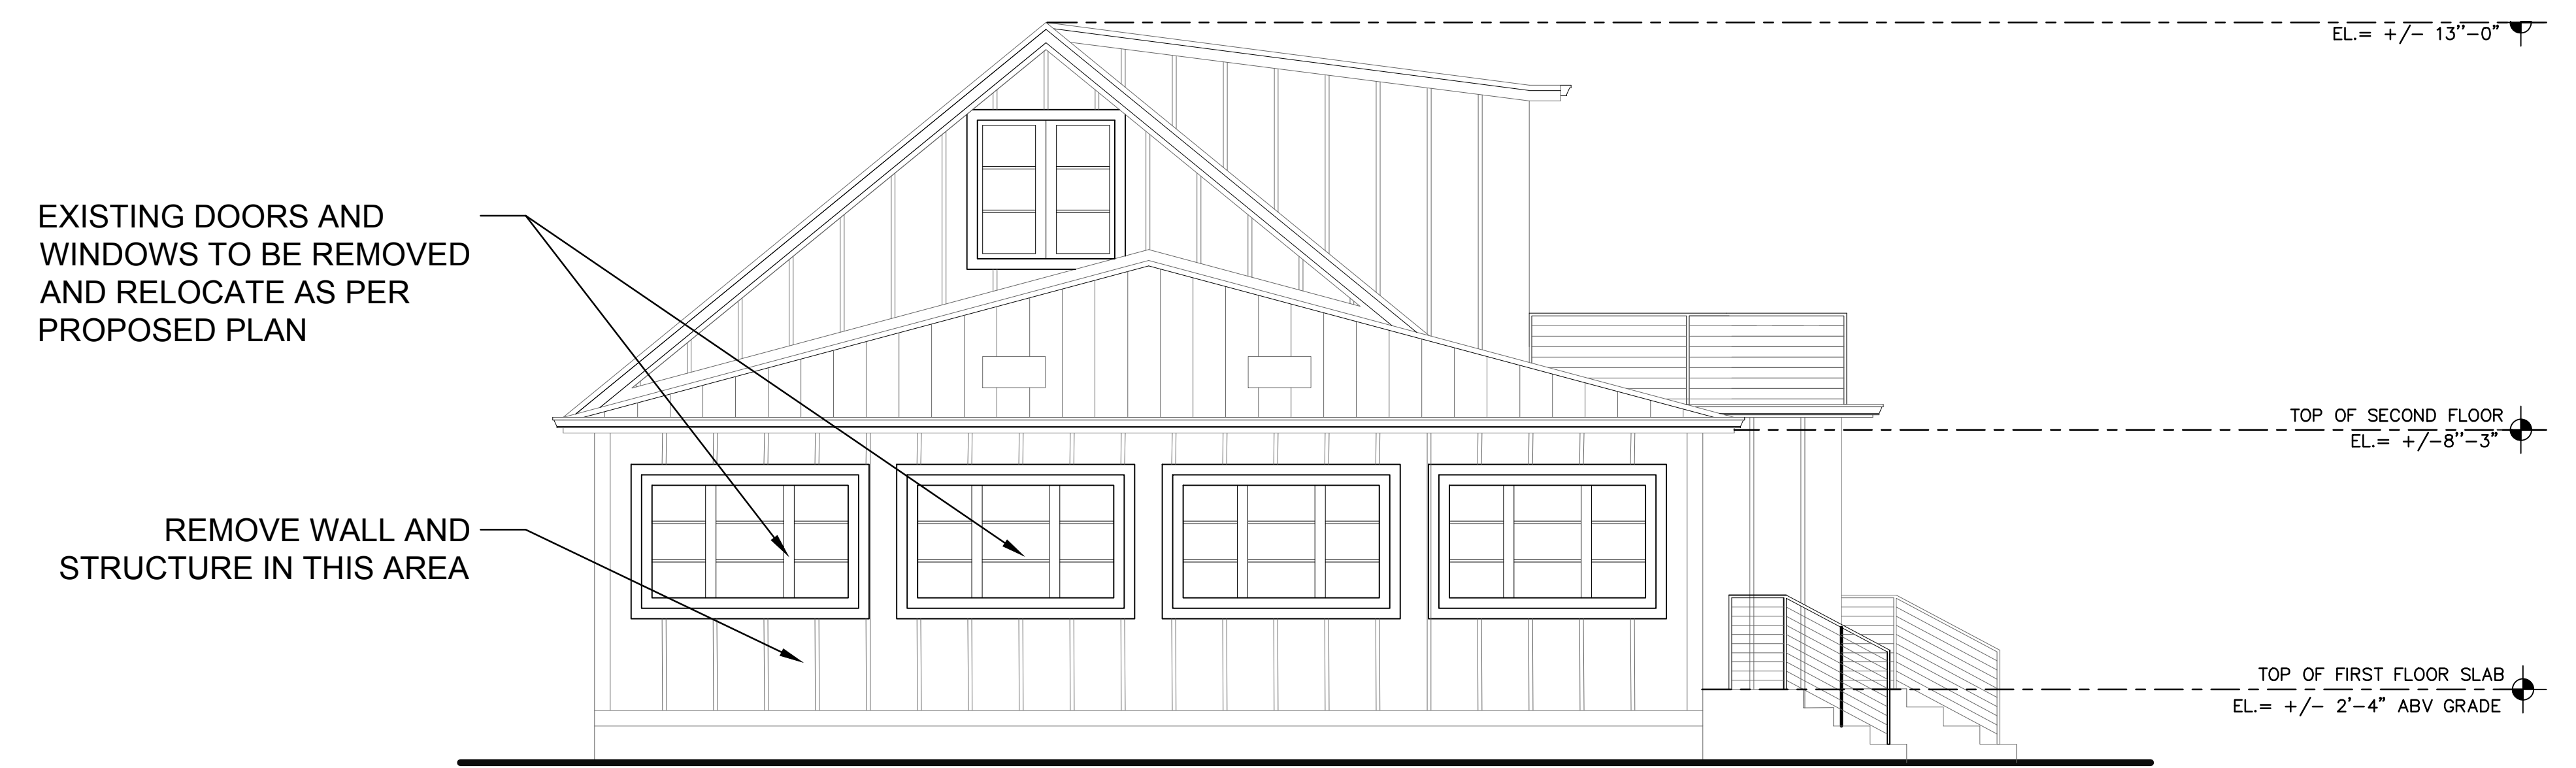 EL.= +/- 13''-0"
EXISTING DOORS AND
WINDOWS TO BE REMOVED
AND RELOCATE AS PER
PROPOSED PLAN
TOP OF SECOND FLOOR
EL.= +/-8''-3"
REMOVE WALL AND
STRUCTURE IN THIS AREA
TOP OF FIRST FLOOR SLAB
EL.= +/- 2'-4" ABV GRADE